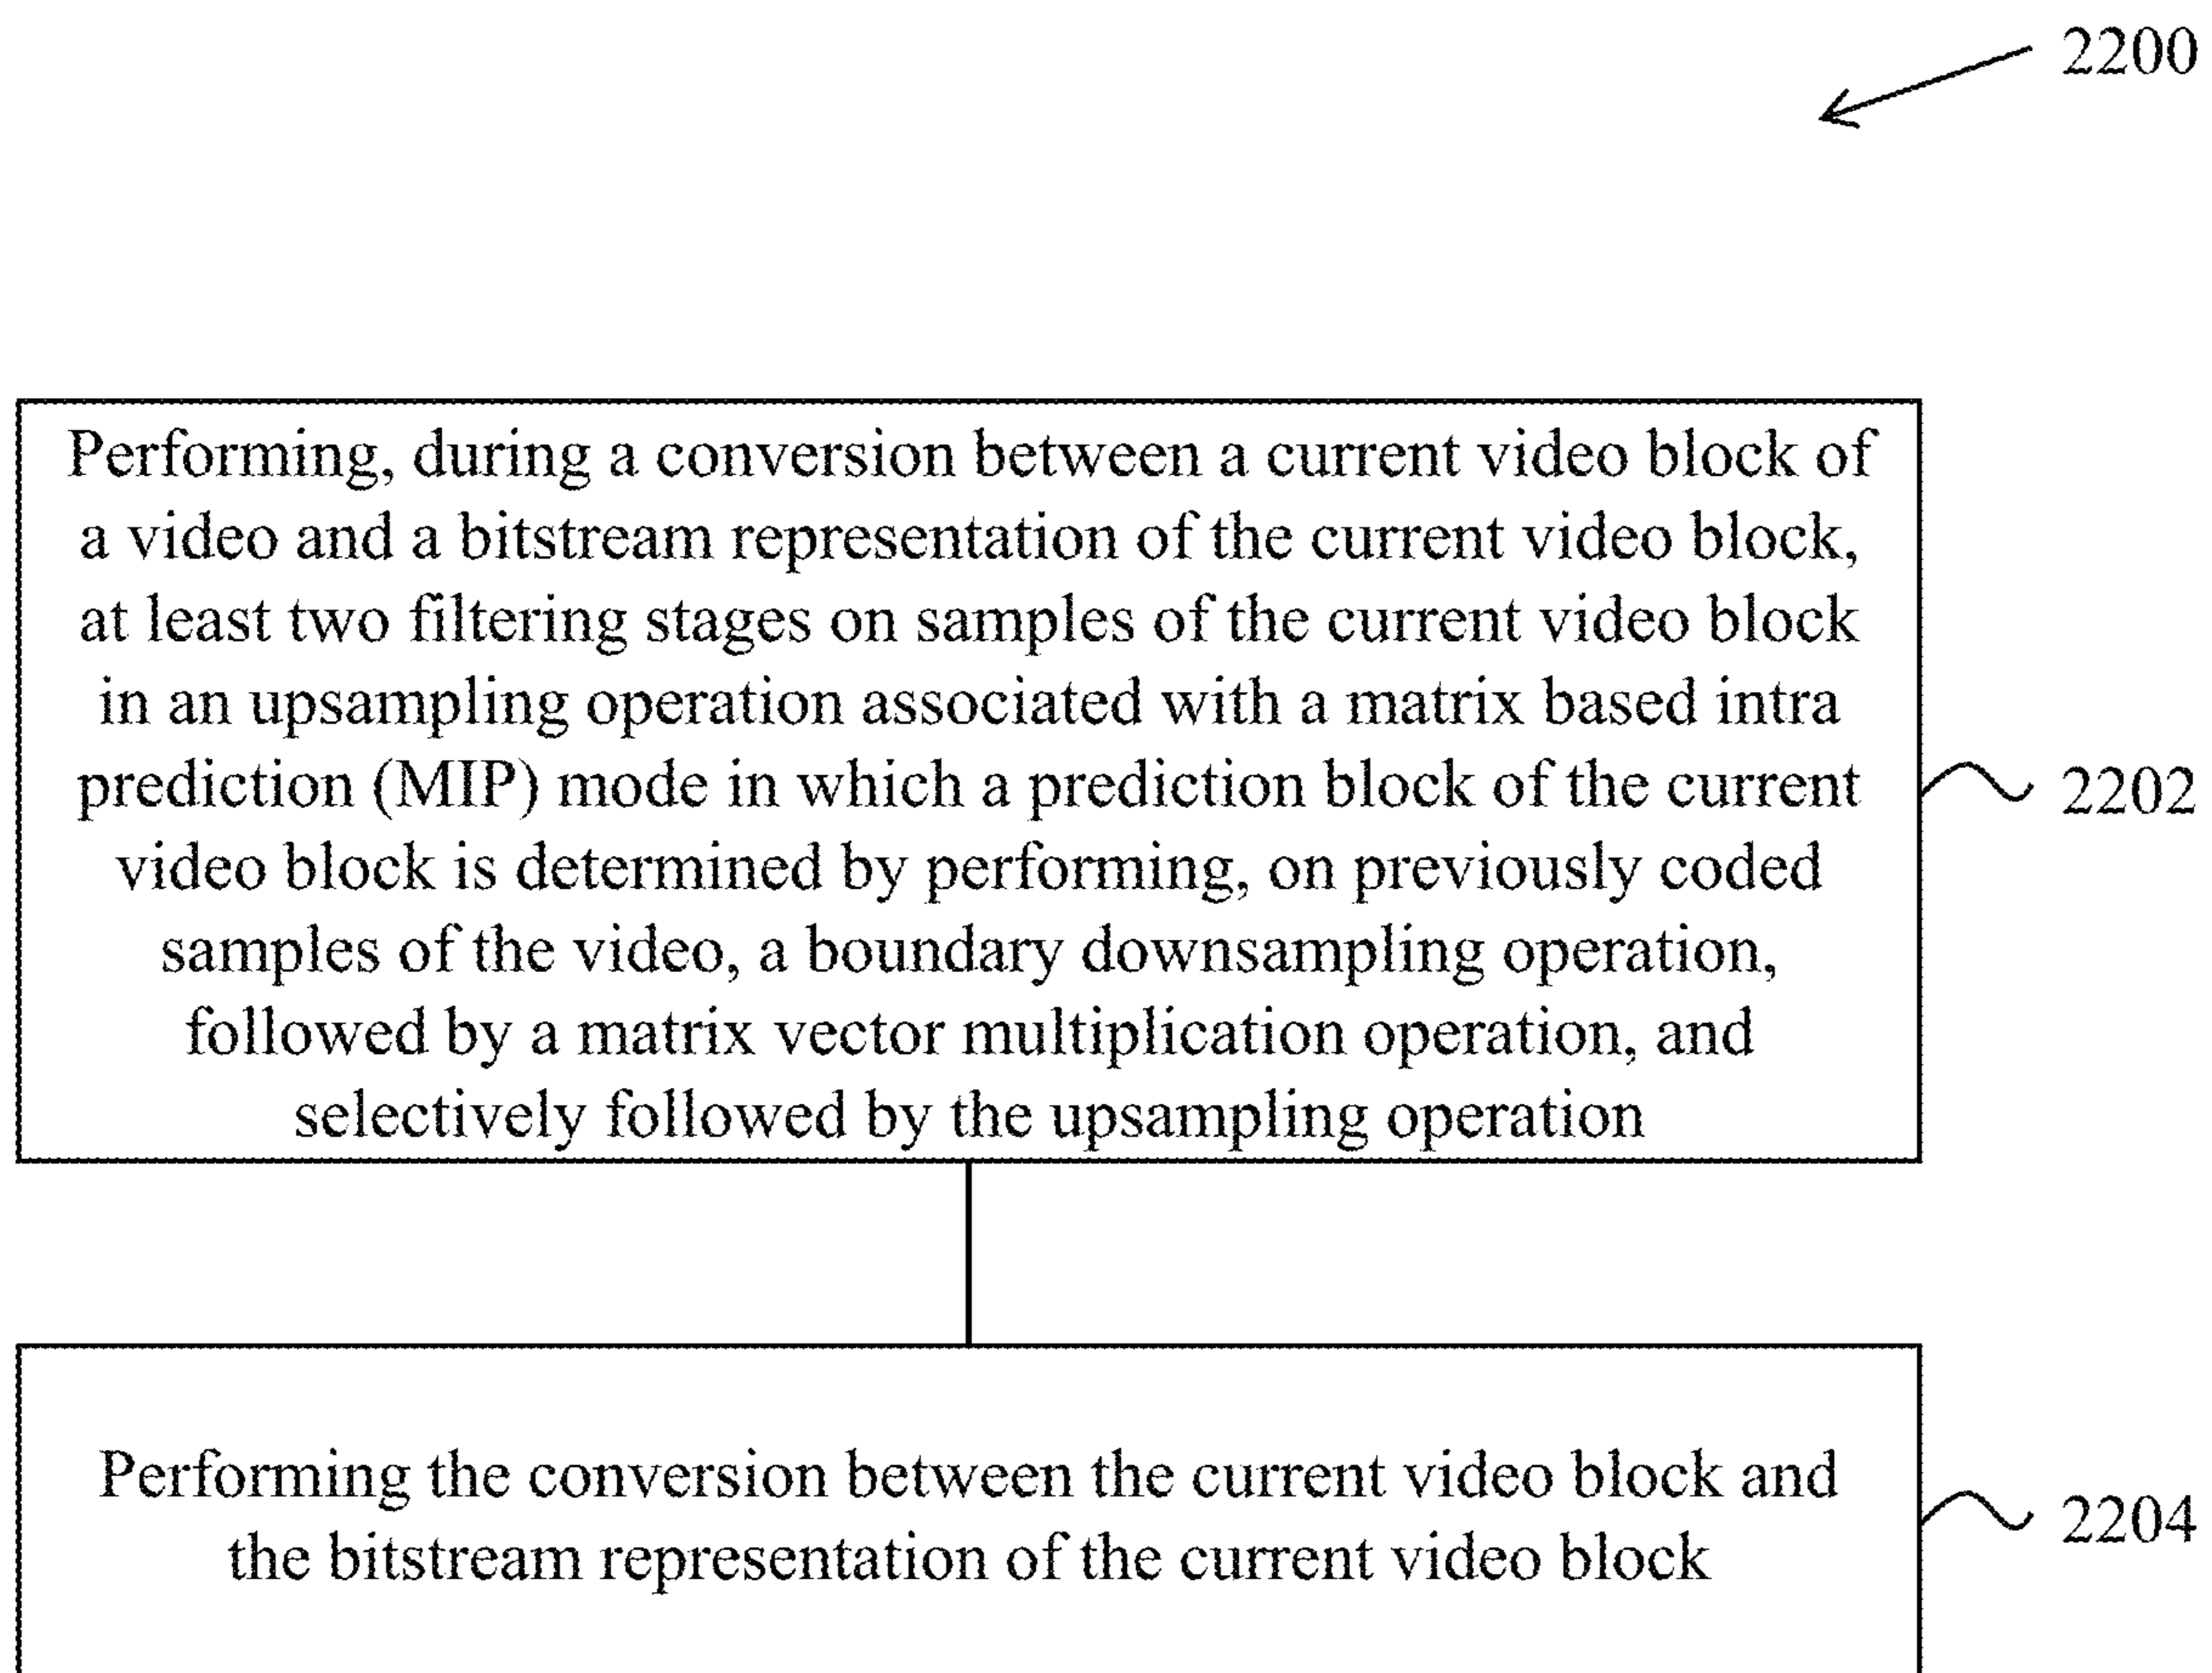 2200
Performing, during a conversion between a current video block of
a video and a bitstream representation of the current video block,
at least two filtering stages on samples of the current video block
in an upsampling operation associated with a matrix based intra
prediction (MIP) mode in which a prediction block of the current
video block is determined by performing, on previously coded
samples of the video, a boundary downsampling operation,
followed by a matrix vector multiplication operation, and
selectively followed by the upsampling operation
2202
Performing the conversion between the current video block and
the bitstream representation of the current video block
2204